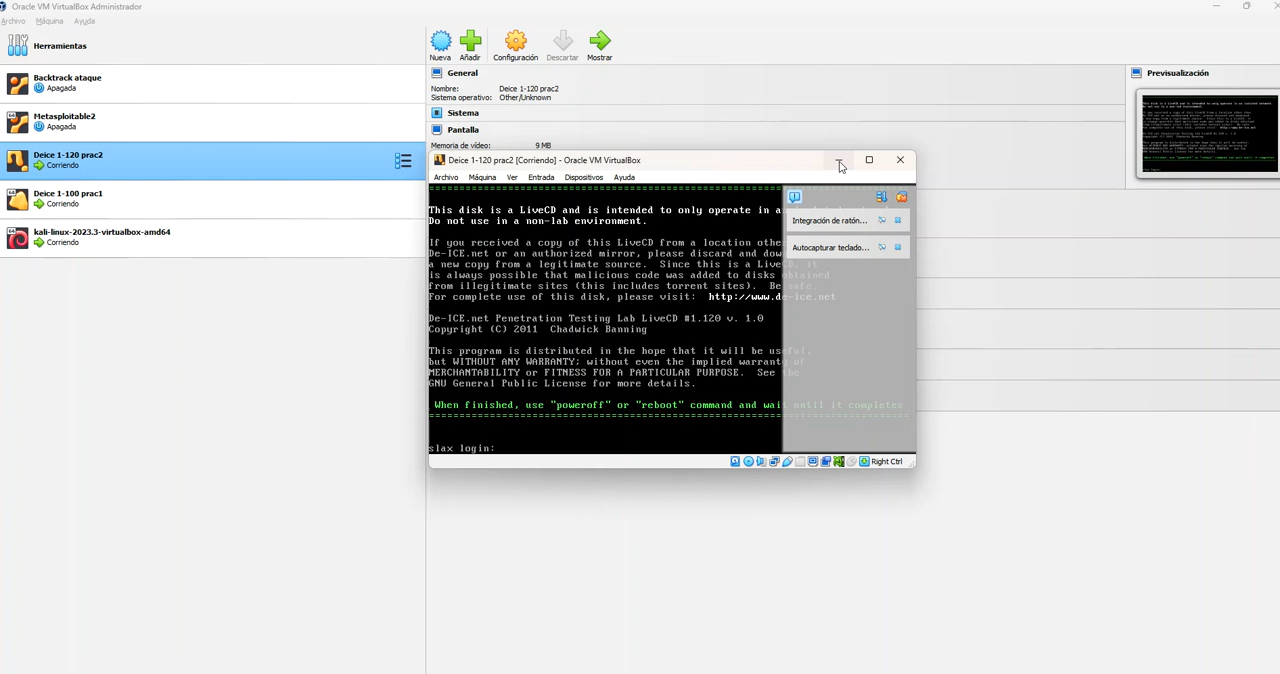 Oracle VM VirtualBox Administrador
Archivo Máquina Ayuda
Herramientas
Nueva Añadir Configuración Descartar Mostrar
Backtrack ataque
Apagada
Metasploitable2
Apagada
Deice 1-120 prac2
Corriendo
Deice 1-100 prac1
Corriendo
kali-linux-2023.3-virtualbox-amd64
Corriendo
General
Nombre: Deice 1-120 prac2
Sistema operativo: Other/Unknown
Sistema
Pantalla
Memoria de vídeo: 9 MB
Previsualización
Deice 1-120 prac2 [Corriendo] - Oracle VM VirtualBox
Archivo Máquina Ver Entrada Dispositivos Ayuda
This disk is a LiveCD and is intended to only operate in a
Do not use in a non-lab environment.
If you received a copy of this LiveCD from a location othe
De-ICE.net or an authorized mirror, please discard and dow
a new copy from a legitimate source. Since this is a LiveCD, it
is always possible that malicious code was added to disks obtained
from illegitimate sites (this includes torrent sites). Be safe.
For complete use of this disk, please visit: http://www.de-ice.net
De-ICE.net Penetration Testing Lab LiveCD #1.120 v. 1.0
Copyright (C) 2011 Chadwick Banning
This program is distributed in the hope that it will be useful,
but WITHOUT ANY WARRANTY; without even the implied warranty of
MERCHANTABILITY or FITNESS FOR A PARTICULAR PURPOSE. See the
GNU General Public License for more details.
When finished, use "poweroff" or "reboot" command and wait until it completes
slax login:
Integración de ratón...
Autocapturar teclado...
Right Ctrl